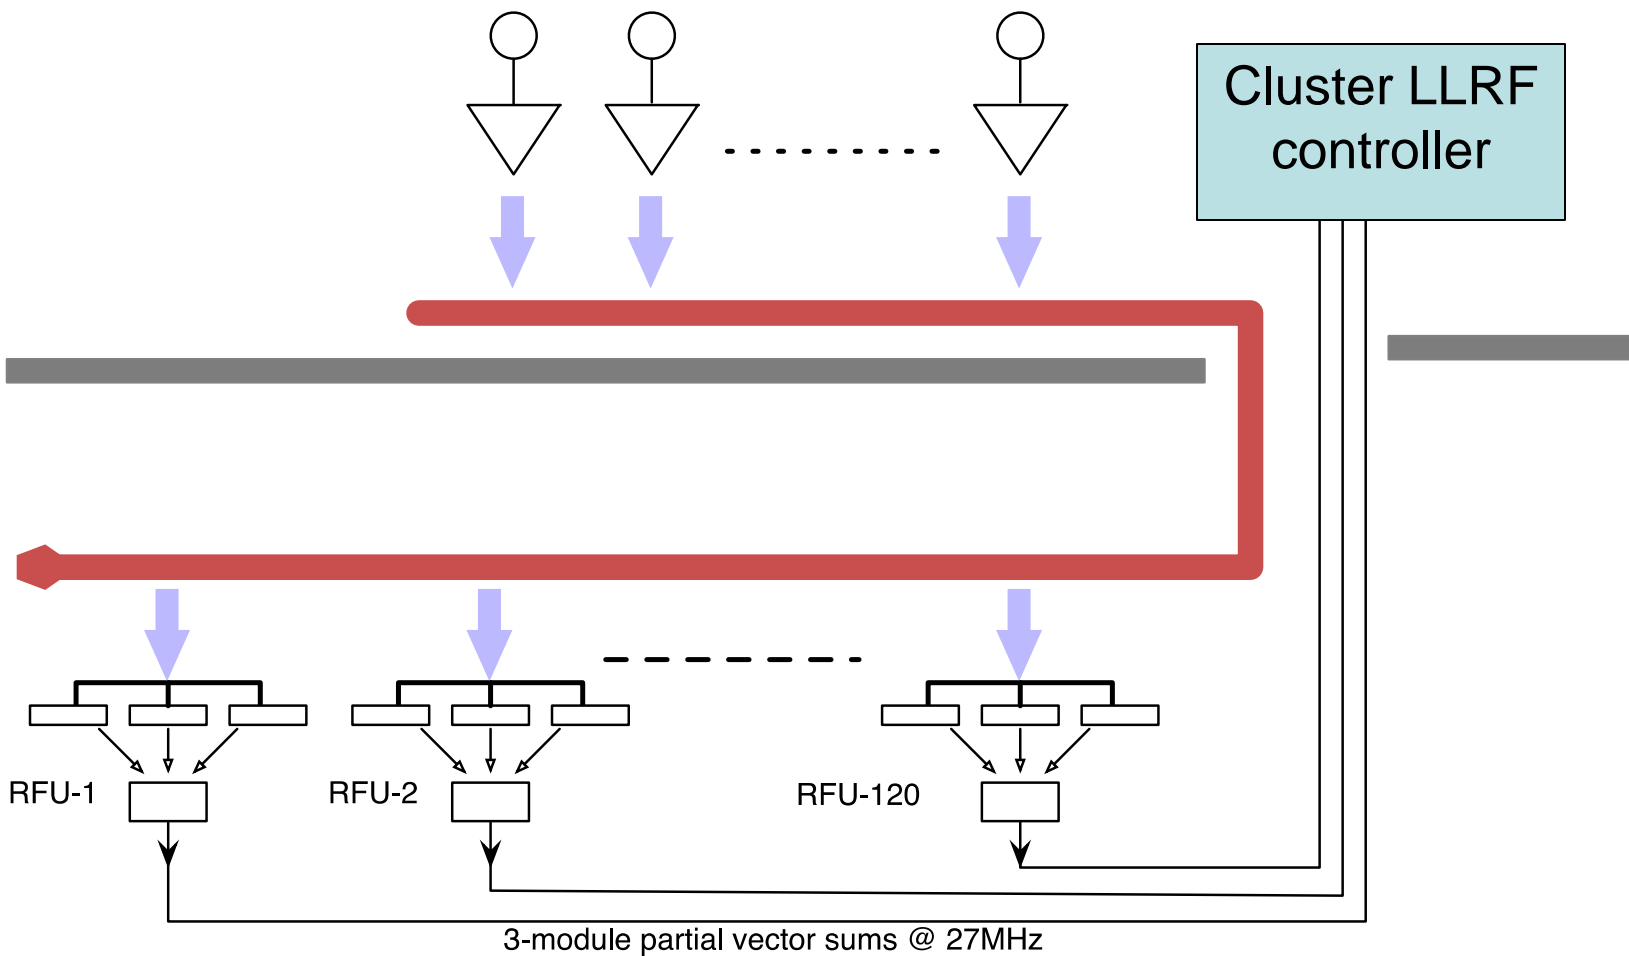 Cluster LLRF
controller
RFU-1
RFU-2
RFU-120
3-module partial vector sums @ 27MHz